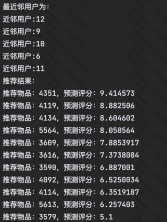 最近邻用户为:
近邻用户:12
近邻用户:9
近邻用户:10
近邻用户:6
近邻用户:11
推荐结果:
推荐物品: 4351, 预测评分: 9.414573
推荐物品: 4119, 预测评分: 8.882506
推荐物品: 4134, 预测评分: 8.604602
推荐物品: 5564, 预测评分: 8.050564
推荐物品: 3609, 预测评分: 7.8853917
推荐物品: 3616, 预测评分: 7.3738084
推荐物品: 3590, 预测评分: 6.887001
推荐物品: 4092, 预测评分: 6.5250034
推荐物品: 4114, 预测评分: 6.3519187
推荐物品: 5613, 预测评分: 6.257403
推荐物品: 3579, 预测评分: 5.1